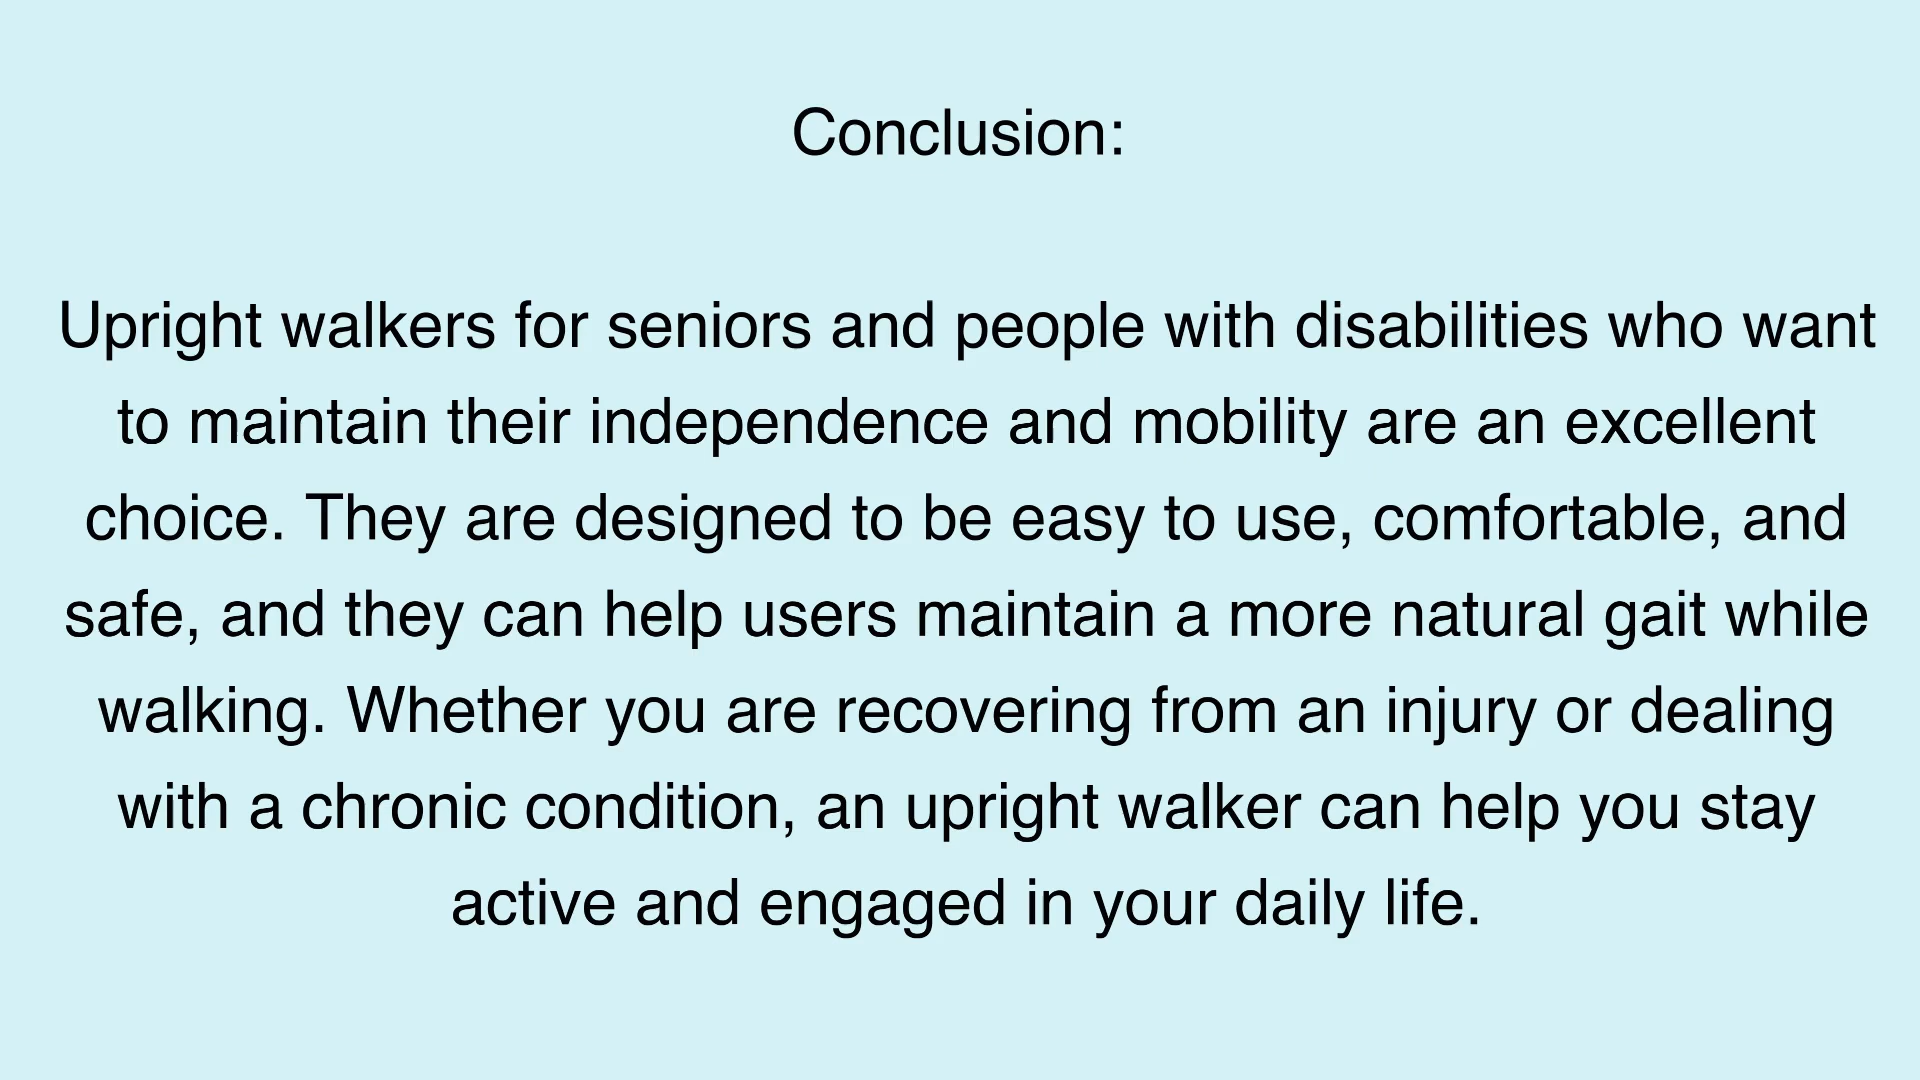 Conclusion:
Upright walkers for seniors and people with disabilities who want
to maintain their independence and mobility are an excellent
choice. They are designed to be easy to use, comfortable, and
safe, and they can help users maintain a more natural gait while
walking. Whether you are recovering from an injury or dealing
with a chronic condition, an upright walker can help you stay
active and engaged in your daily life.